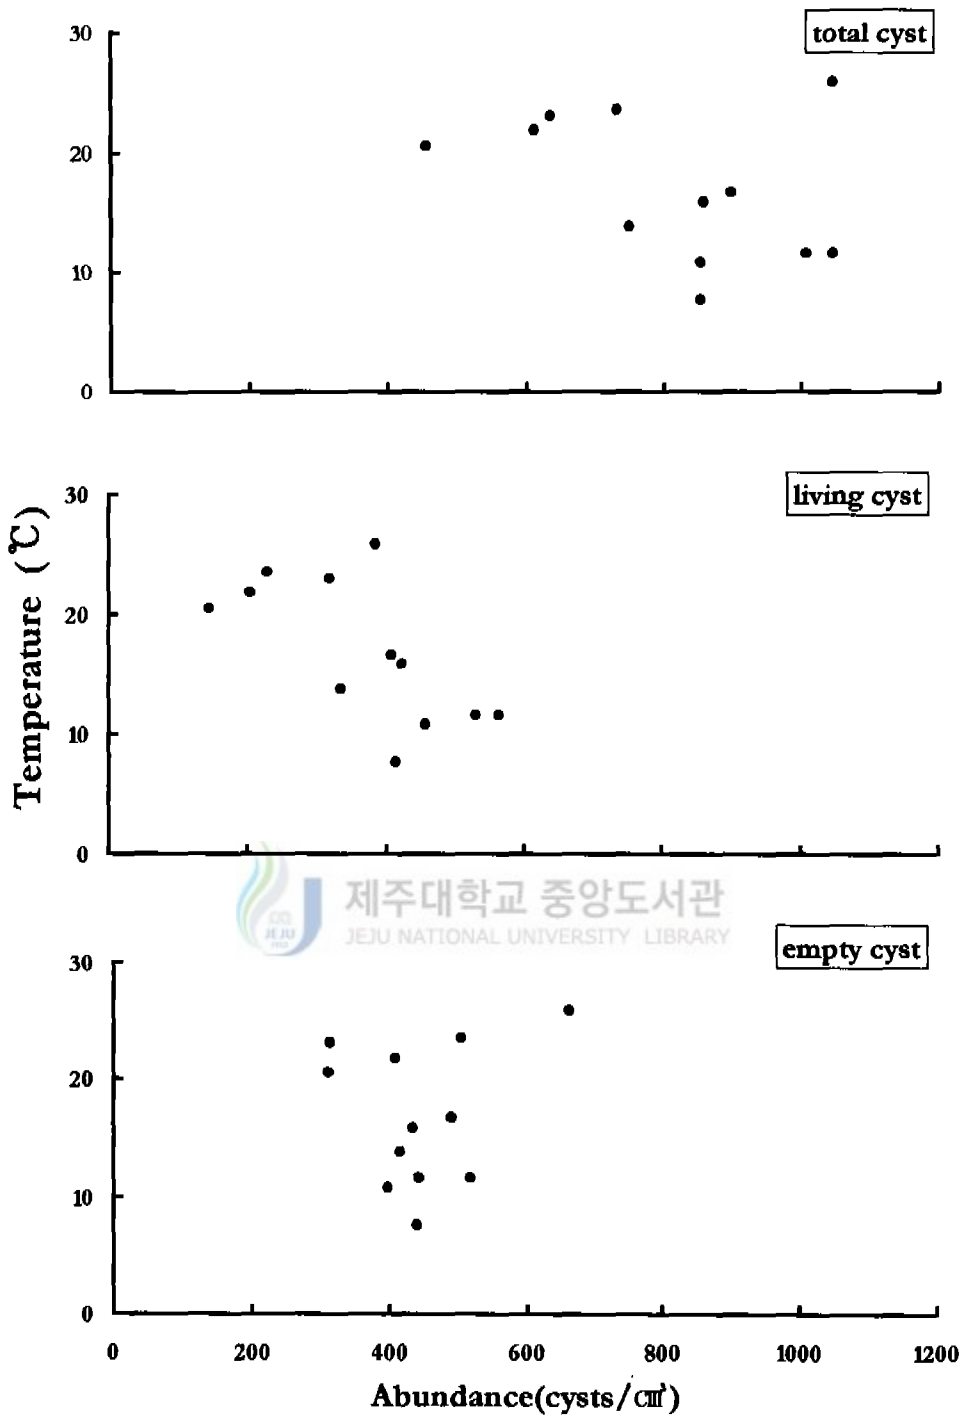 total cyst
30
20
10
0
living cyst
30
20
10
0
Temperature (℃)
제주대학교 중앙도서관
JEJU NATIONAL UNIVERSITY LIBRARY
JEJU
1952
empty cyst
30
20
10
0
0 200 400 600 800 1000 1200
Abundance(cysts/㎤)